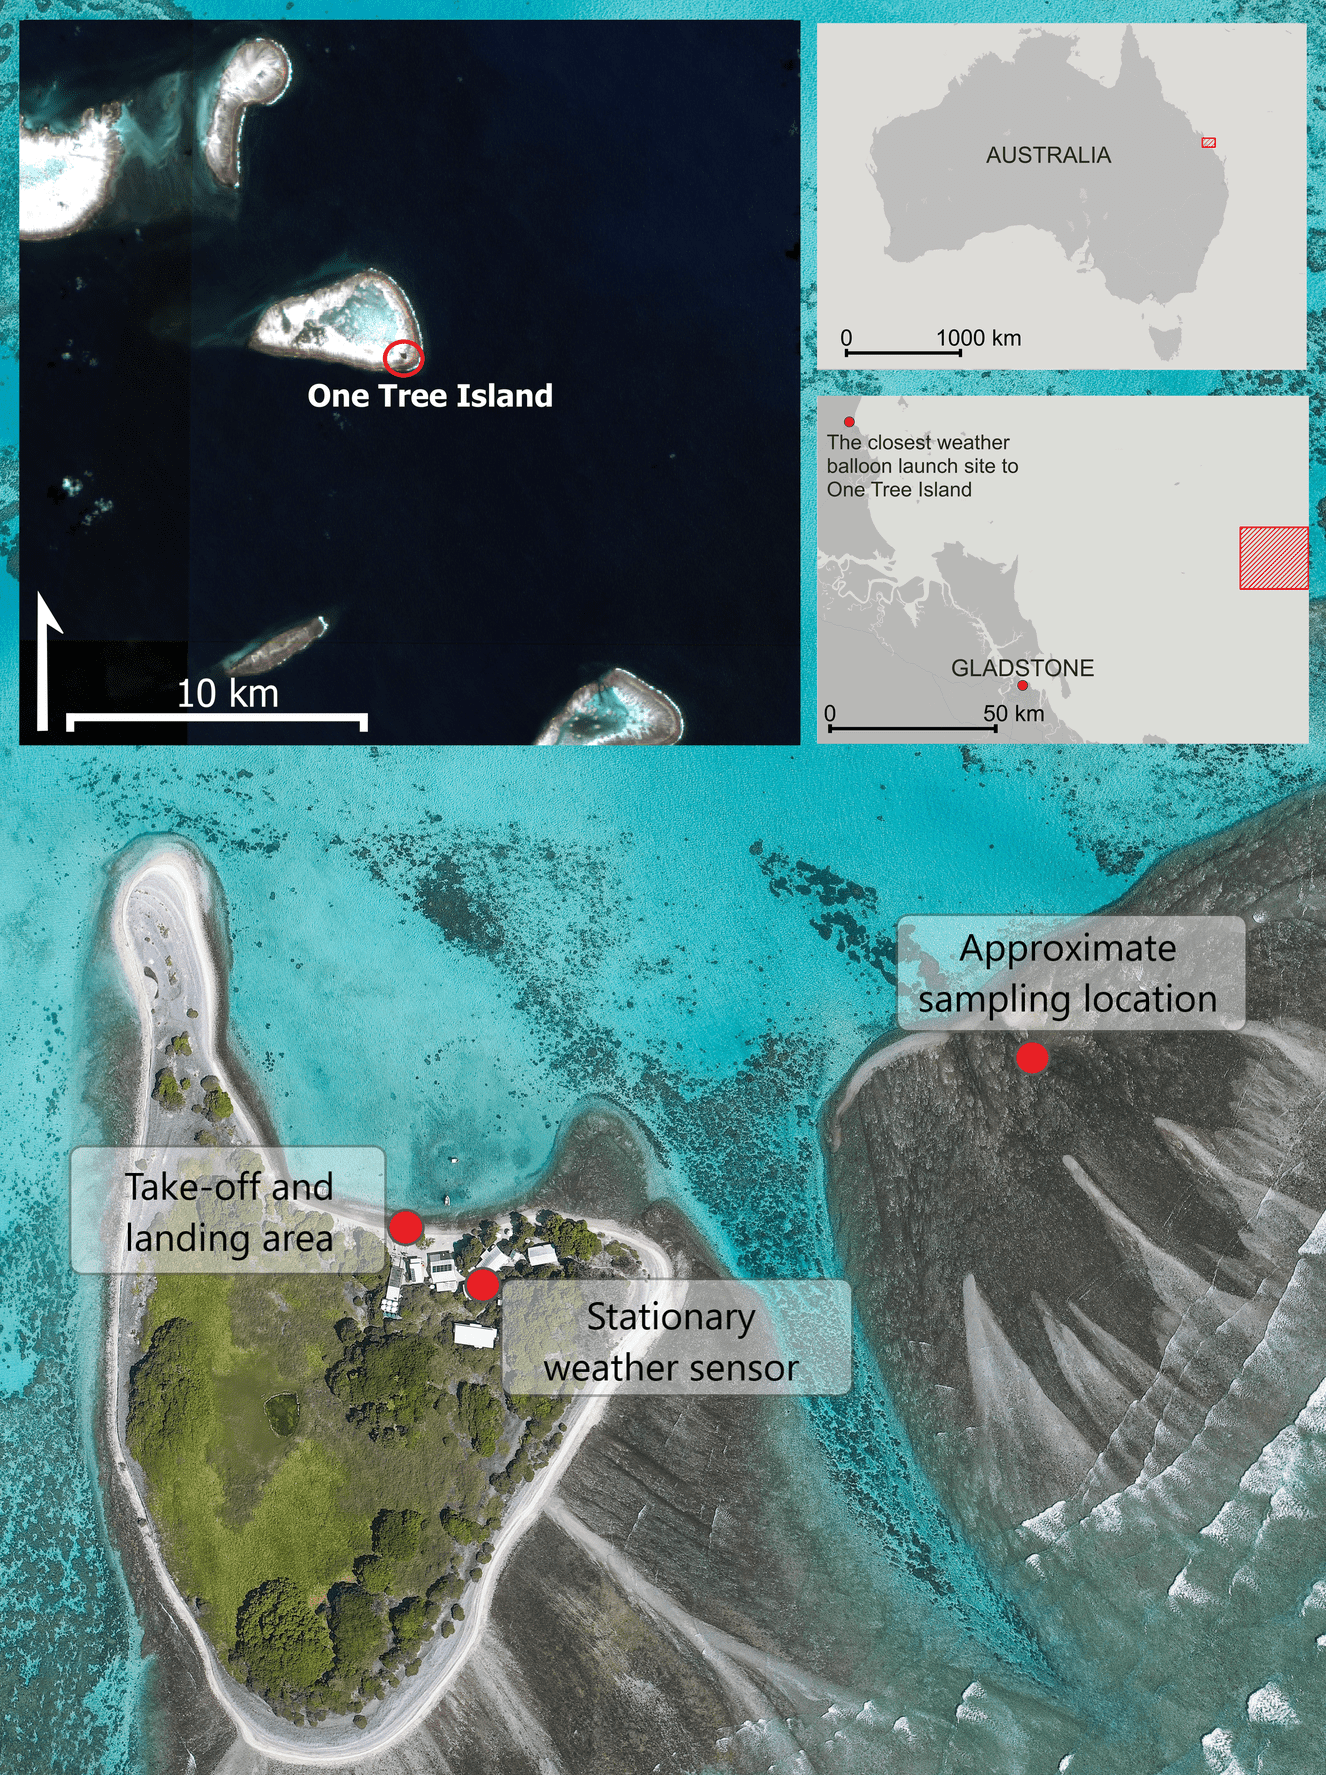 One Tree Island
10 km
AUSTRALIA
0 1000 km
The closest weather
balloon launch site to
One Tree Island
GLADSTONE
0 50 km
Approximate
sampling location
Take-off and
landing area
Stationary
weather sensor